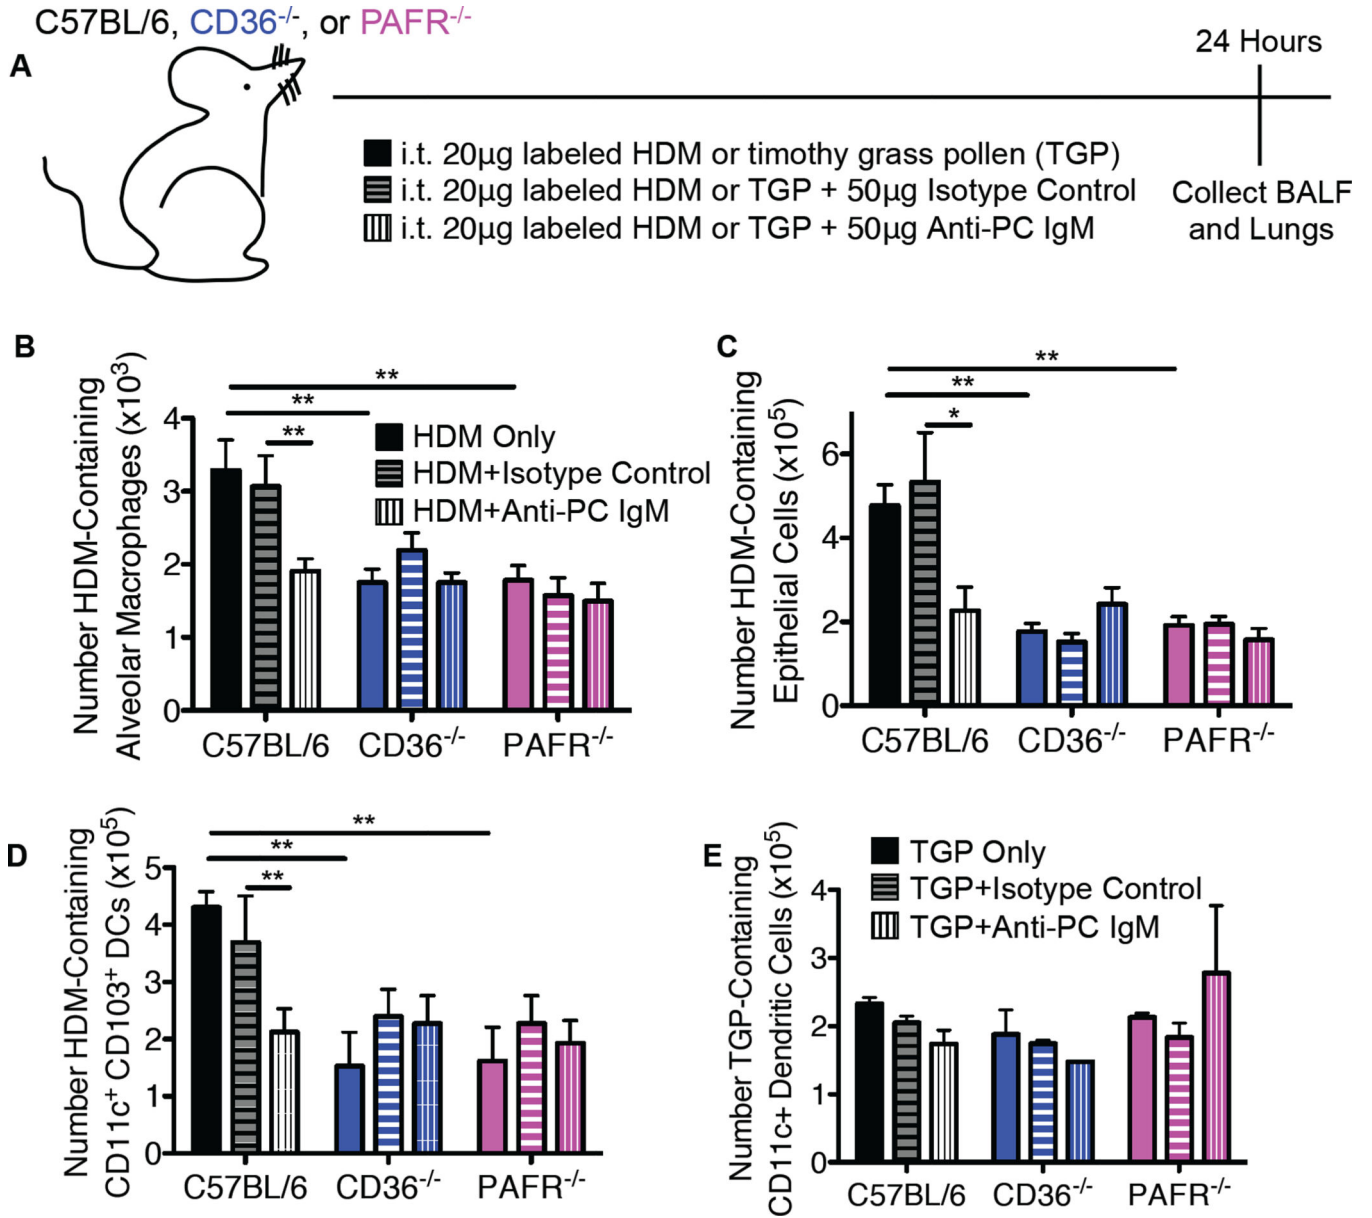 C57BL/6, CD36-/-, or PAFR-/-
A
24 Hours
i.t. 20µg labeled HDM or timothy grass pollen (TGP)
i.t. 20µg labeled HDM or TGP + 50µg Isotype Control
i.t. 20µg labeled HDM or TGP + 50µg Anti-PC IgM
Collect BALF
and Lungs
B
Number HDM-Containing
Alveolar Macrophages (x10³)
**
**
**
HDM Only
HDM+Isotype Control
HDM+Anti-PC IgM
4
3
2
1
0
C57BL/6 CD36-/- PAFR-/-
C
Number HDM-Containing
Epithelial Cells (x10⁵)
**
**
*
6
4
2
0
C57BL/6 CD36-/- PAFR-/-
D
Number HDM-Containing
CD11c⁺ CD103⁺ DCs (x10⁵)
**
**
**
5
4
3
2
1
0
C57BL/6 CD36-/- PAFR-/-
E
Number TGP-Containing
CD11c+ Dendritic Cells (x10⁵)
TGP Only
TGP+Isotype Control
TGP+Anti-PC IgM
4
3
2
1
0
C57BL/6 CD36-/- PAFR-/-